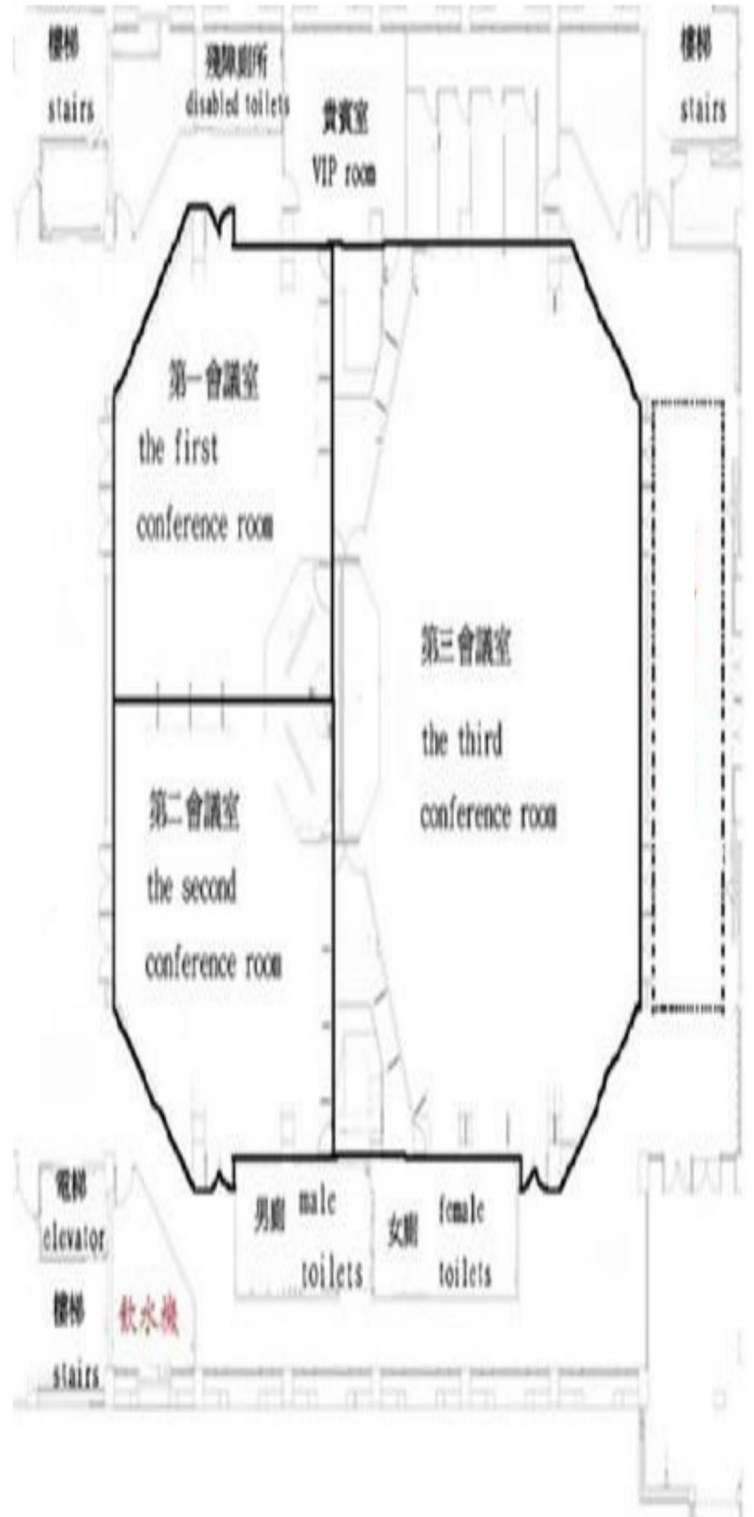 樓梯
stairs
殘障廁所
disabled toilets
貴賓室
VIP room
樓梯
stairs
第一會議室
the first
conference room
第三會議室
the third
conference room
第二會議室
the second
conference room
電梯
elevator
男廁
male
toilets
女廁
female
toilets
樓梯
stairs
飲水機